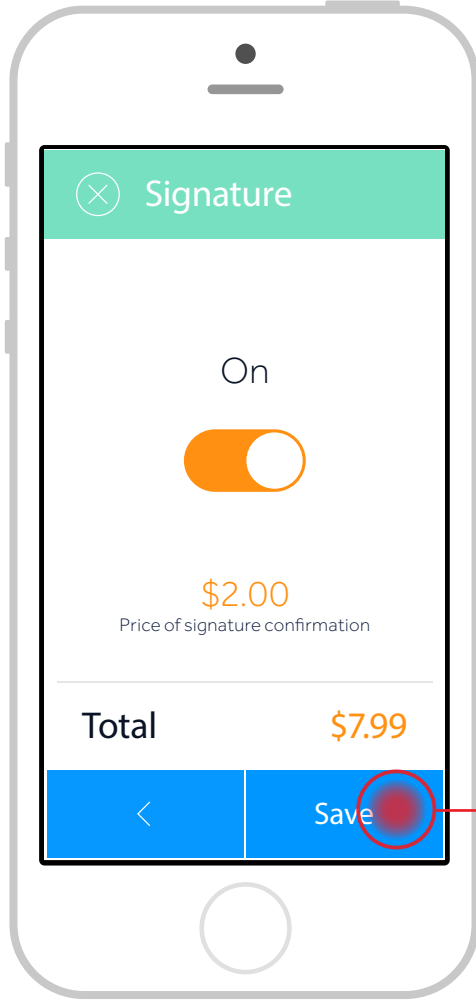 Signature
On
$2.00
Price of signature confirmation
Total $7.99
Save